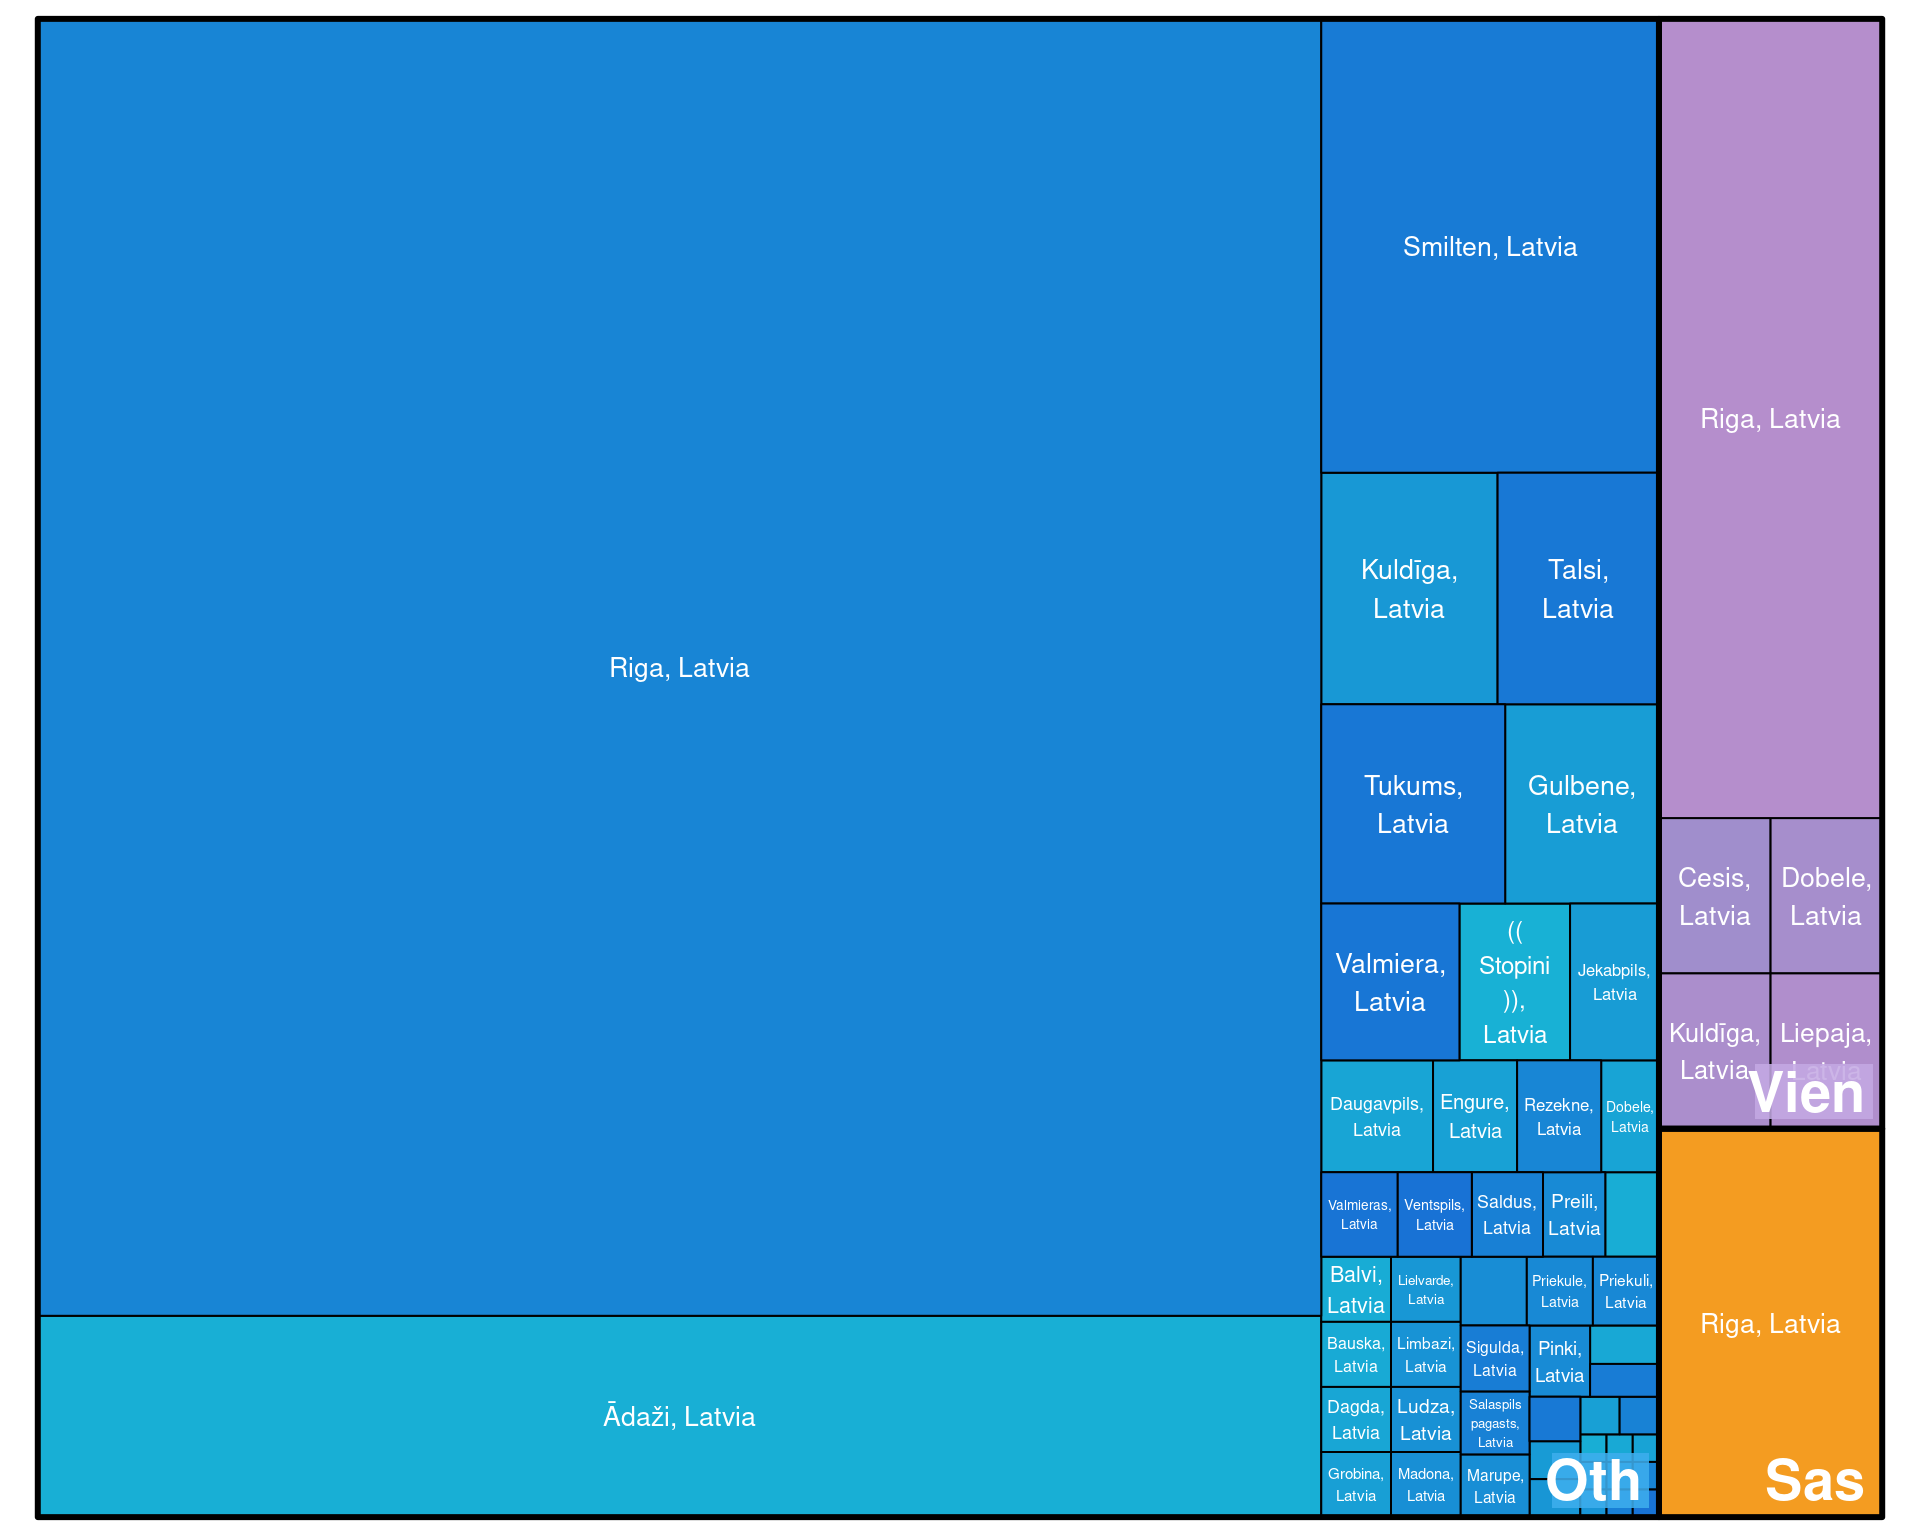 Riga, Latvia
Ādaži, Latvia
Smilten, Latvia
Kuldīga,
Latvia
Talsi,
Latvia
Tukums,
Latvia
Gulbene,
Latvia
Valmiera,
Latvia
((
Stopini
)),
Latvia
Jekabpils,
Latvia
Daugavpils,
Latvia
Engure,
Latvia
Rezekne,
Latvia
Dobele,
Latvia
Valmieras,
Latvia
Ventspils,
Latvia
Saldus,
Latvia
Preili,
Latvia
Balvi,
Latvia
Lielvarde,
Latvia
Priekule,
Latvia
Priekuli,
Latvia
Bauska,
Latvia
Limbazi,
Latvia
Sigulda,
Latvia
Pinki,
Latvia
Dagda,
Latvia
Ludza,
Latvia
Salaspils
pagasts,
Latvia
Grobina,
Latvia
Madona,
Latvia
Marupe,
Latvia
Oth
Riga, Latvia
Cesis,
Latvia
Dobele,
Latvia
Kuldīga,
Latvia
Liepaja,
Latvia
Vien
Riga, Latvia
Sas